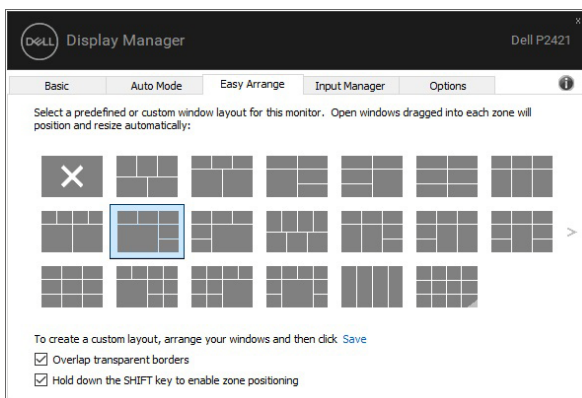 x
DELL Display Manager Dell P2421
Basic Auto Mode Easy Arrange Input Manager Options i
Select a predefined or custom window layout for this monitor. Open windows dragged into each zone will
position and resize automatically:
>
To create a custom layout, arrange your windows and then click Save
Overlap transparent borders
Hold down the SHIFT key to enable zone positioning